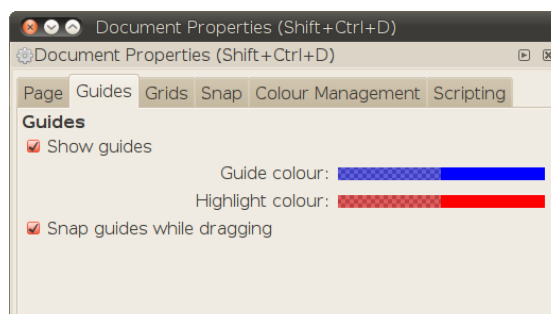 Document Properties (Shift+Ctrl+D)
Document Properties (Shift+Ctrl+D)
Page Guides Grids Snap Colour Management Scripting
Guides
Show guides
Guide colour:
Highlight colour:
Snap guides while dragging